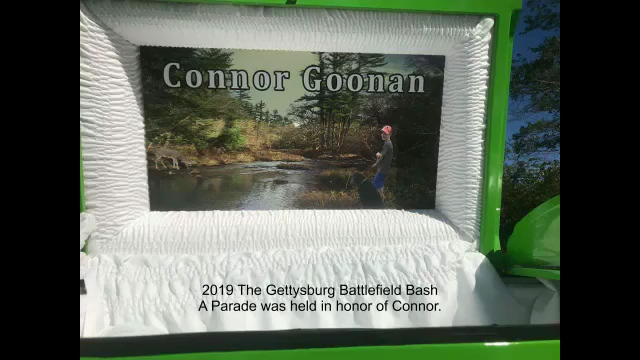 Connor Goonan
2019 The Gettysburg Battlefield Bash
A Parade was held in honor of Connor.